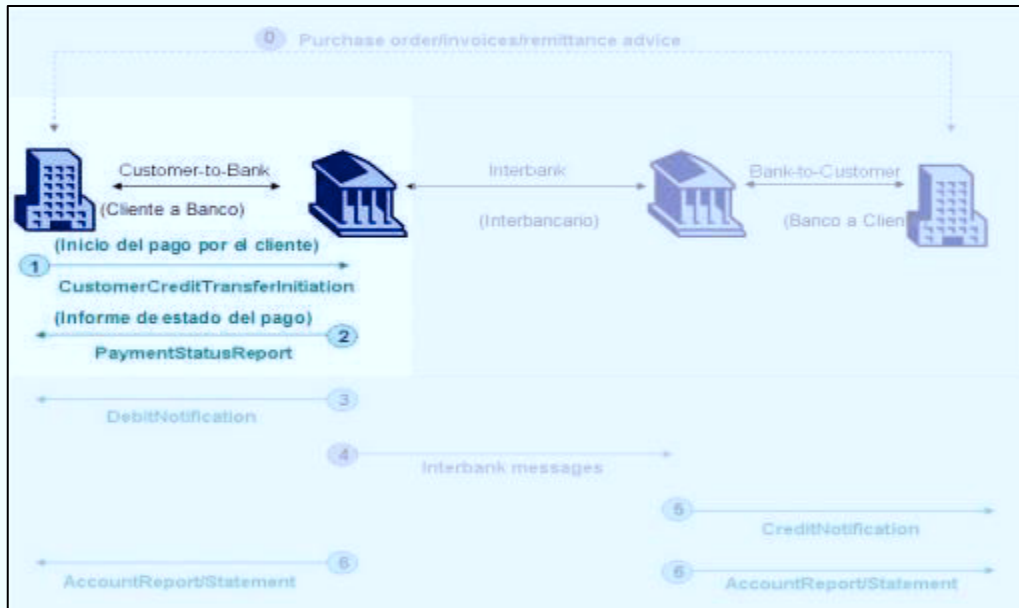 0 Purchase order/invoices/remittance advice
Customer-to-Bank
Interbank
Bank-to-Customer
(Cliente a Banco)
(Interbancario)
(Banco a Clien
(Inicio del pago por el cliente)
1
CustomerCreditTransferInitiation
(Informe de estado del pago)
2
PaymentStatusReport
3
DebitNotification
4
Interbank messages
5
CreditNotification
6
AccountReport/Statement
6
AccountReport/Statement